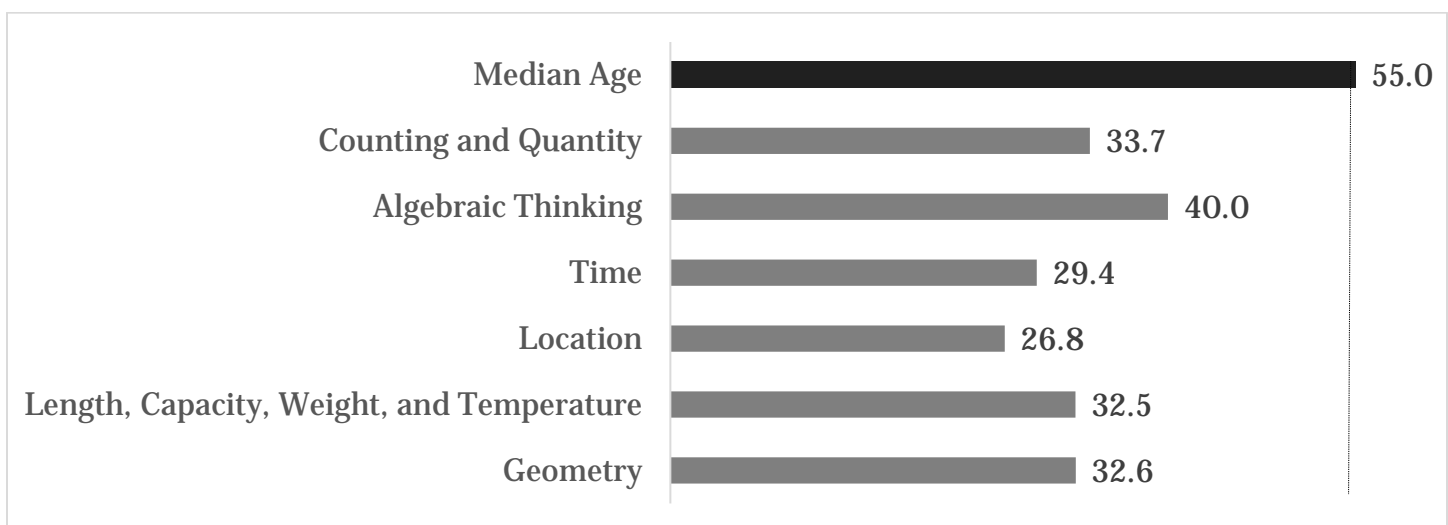 Median Age 55.0
Counting and Quantity 33.7
Algebraic Thinking 40.0
Time 29.4
Location 26.8
Length, Capacity, Weight, and Temperature 32.5
Geometry 32.6